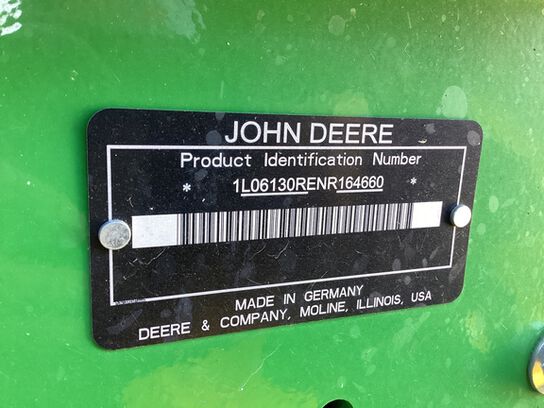 JOHN DEERE
Product Identification Number
* 1L06130RENR164660 *
MADE IN GERMANY
DEERE & COMPANY, MOLINE, ILLINOIS, USA